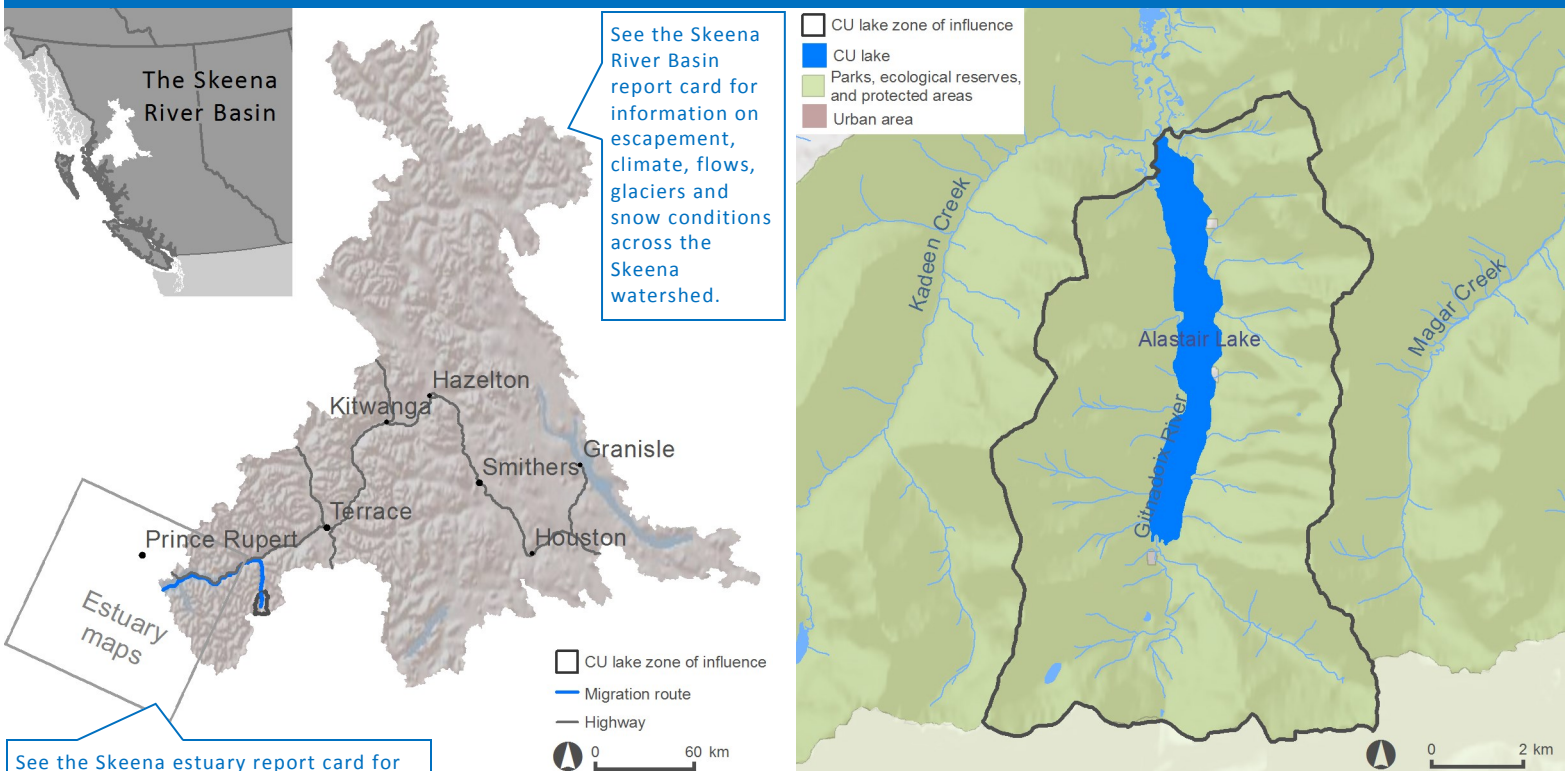 The Skeena
River Basin
See the Skeena
River Basin
report card for
information on
escapement,
climate, flows,
glaciers and
snow conditions
across the
Skeena
watershed.
Hazelton
Kitwanga
Granisle
Smithers
Terrace
Houston
Prince Rupert
Estuary
maps
CU lake zone of influence
Migration route
Highway
0 60 km
See the Skeena estuary report card for
CU lake zone of influence
CU lake
Parks, ecological reserves,
and protected areas
Urban area
Kadeen Creek
Magar Creek
Alastair Lake
Gitnadoix River
0 2 km